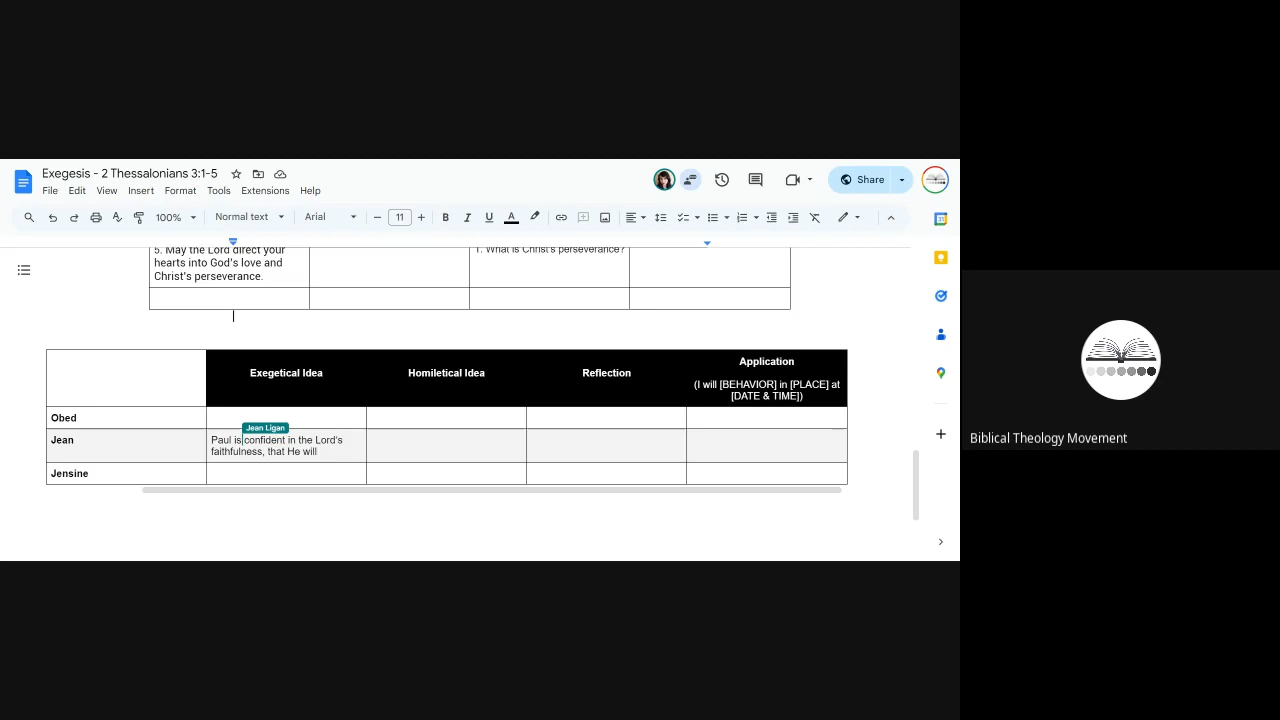 Exegesis - 2 Thessalonians 3:1-5
File Edit View Insert Format Tools Extensions Help
Share
100% Normal text Arial 11
5. May the Lord direct your
hearts into God's love and
Christ's perseverance.
1. What is Christ's perseverance?
Exegetical Idea Homiletical Idea Reflection Application
(I will [BEHAVIOR] in [PLACE] at
[DATE & TIME])
Obed
Jean Ligan
Jean Paul is confident in the Lord's
faithfulness, that He will
Jensine
Biblical Theology Movement